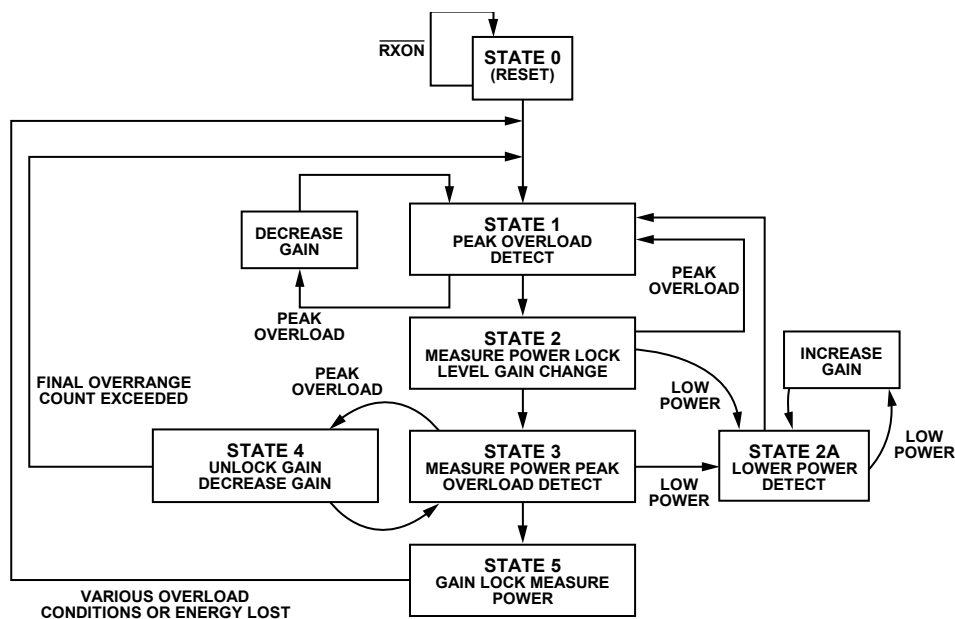 RXON
STATE 0
(RESET)
STATE 1
PEAK OVERLOAD
DETECT
DECREASE
GAIN
PEAK
OVERLOAD
PEAK
OVERLOAD
STATE 2
MEASURE POWER LOCK
LEVEL GAIN CHANGE
INCREASE
GAIN
FINAL OVERRANGE
COUNT EXCEEDED
PEAK
OVERLOAD
LOW
POWER
STATE 4
UNLOCK GAIN
DECREASE GAIN
STATE 3
MEASURE POWER PEAK
OVERLOAD DETECT
LOW
POWER
STATE 2A
LOWER POWER
DETECT
LOW
POWER
STATE 5
GAIN LOCK MEASURE
POWER
VARIOUS OVERLOAD
CONDITIONS OR ENERGY LOST